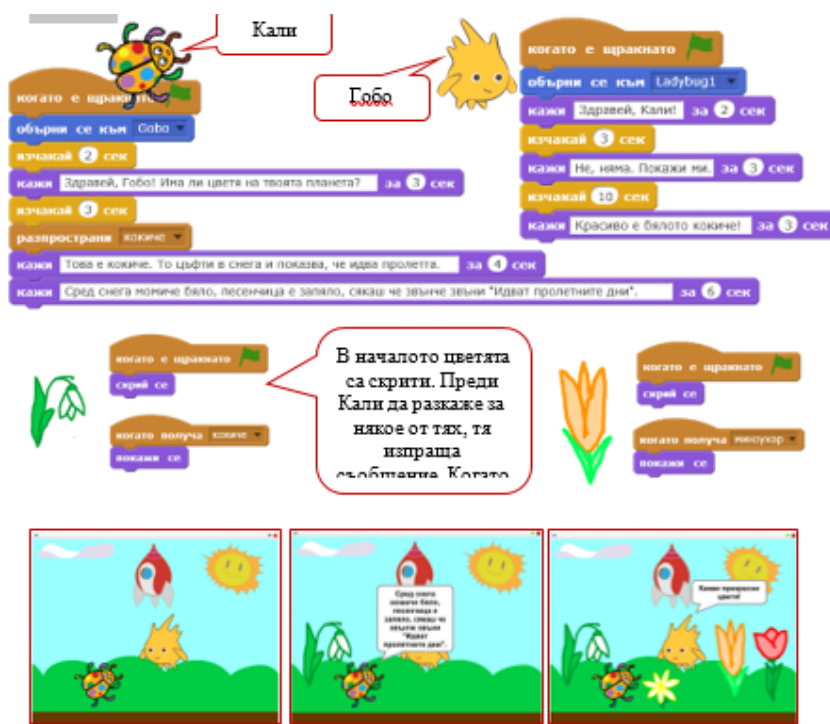 Кали
Гобо
когато е щракнато
обърни се към Gobo
изчакай 2 сек
кажи Здравей, Гобо! Има ли цветя на твоята планета? за 3 сек
изчакай 3 сек
разпространи кокиче
кажи Това е кокиче. То цъфти в снега и показва, че идва пролетта. за 4 сек
кажи Сред снега момиче бяло, песенчица е запяло, сякаш че звънче звъни "Идват пролетните дни". за 6 сек
когато е щракнато
обърни се към Ladybug1
кажи Здравей, Кали! за 2 сек
изчакай 3 сек
кажи Не, няма. Покажи ми. за 3 сек
изчакай 10 сек
кажи Красиво е бялото кокиче! за 3 сек
когато е щракнато
скрий се
когато получа кокиче
покажи се
В началото цветята
са скрити. Преди
Кали да разкаже за
някое от тях, тя
изпраща
съобщение. Когато
когато е щракнато
скрий се
когато получа минзухар
покажи се
Сред снега
момиче бяло,
песенчица е
запяло, сякаш че
звънче звъни
"Идват
пролетните дни".
Какви прекрасни
цветя!